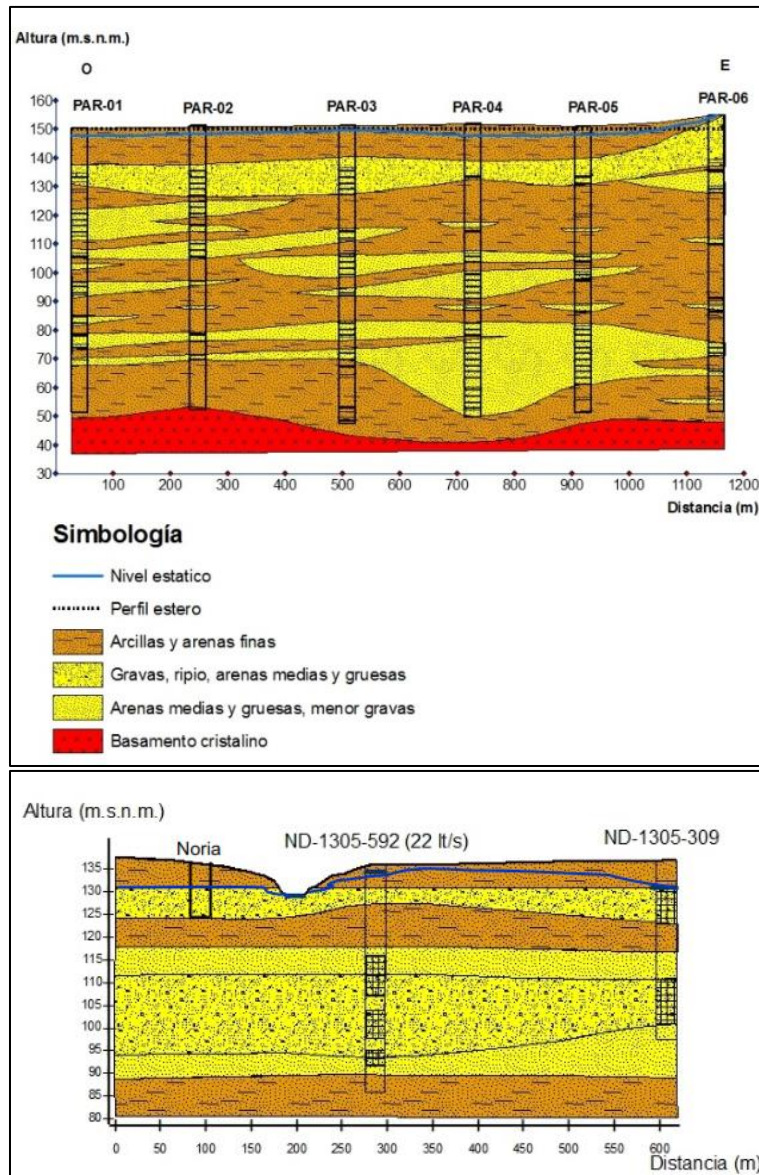 Altura (m.s.n.m.)
O E
PAR-01 PAR-02 PAR-03 PAR-04 PAR-05 PAR-06
160
150
140
130
120
110
100
90
80
70
60
50
40
30
100 200 300 400 500 600 700 800 900 1000 1100 1200
Distancia (m)
Simbología
Nivel estatico
Perfil estero
Arcillas y arenas finas
Gravas, ripio, arenas medias y gruesas
Arenas medias y gruesas, menor gravas
Basamento cristalino
Altura (m.s.n.m.)
Noria ND-1305-592 (22 lt/s) ND-1305-309
135
130
125
120
115
110
105
100
95
90
85
80
0 50 100 150 200 250 300 350 400 450 500 550 600
Distancia (m)